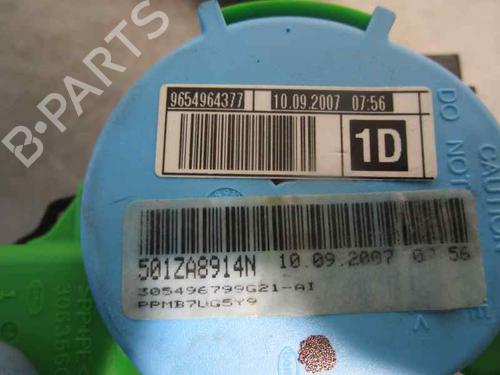 9654964377 10.09.2007 07:56
1D
501ZA8914N 10.09.2007 07 56
305496799G21-AI
PPMB7UG5Y9
CAUTION
DO NOT
B-PARTS